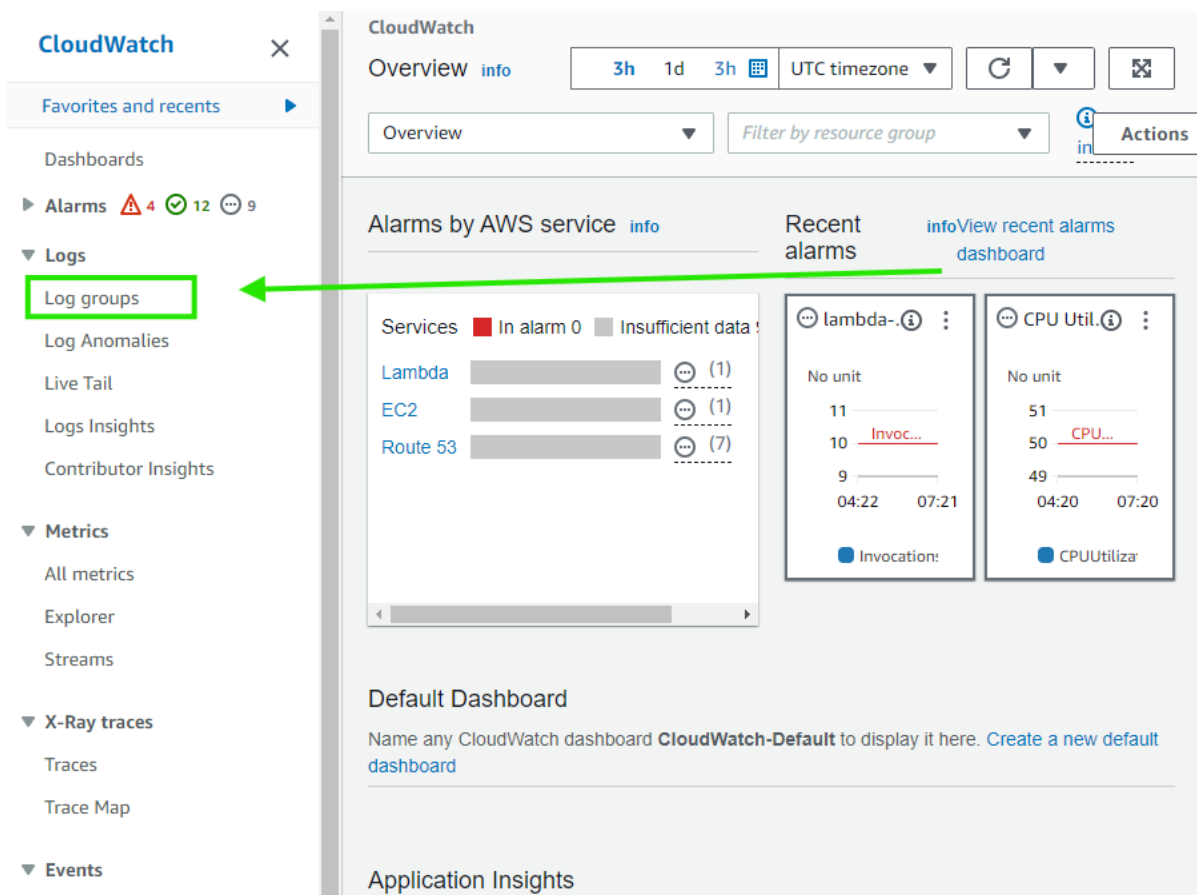 CloudWatch
Favorites and recents
Dashboards
Alarms 4 12 9
Logs
Log groups
Log Anomalies
Live Tail
Logs Insights
Contributor Insights
Metrics
All metrics
Explorer
Streams
X-Ray traces
Traces
Trace Map
Events
CloudWatch
Overview info
3h 1d 3h UTC timezone
Overview
Filter by resource group
in
Actions
Alarms by AWS service info
Services In alarm 0 Insufficient data
Lambda (1)
EC2 (1)
Route 53 (7)
Recent
alarms
infoView recent alarms
dashboard
lambda-.
No unit
11
10 Invoc...
9
04:22 07:21
Invocations
CPU Util.
No unit
51
50 CPU...
49
04:20 07:20
CPUUtiliza
Default Dashboard
Name any CloudWatch dashboard CloudWatch-Default to display it here. Create a new default
dashboard
Application Insights